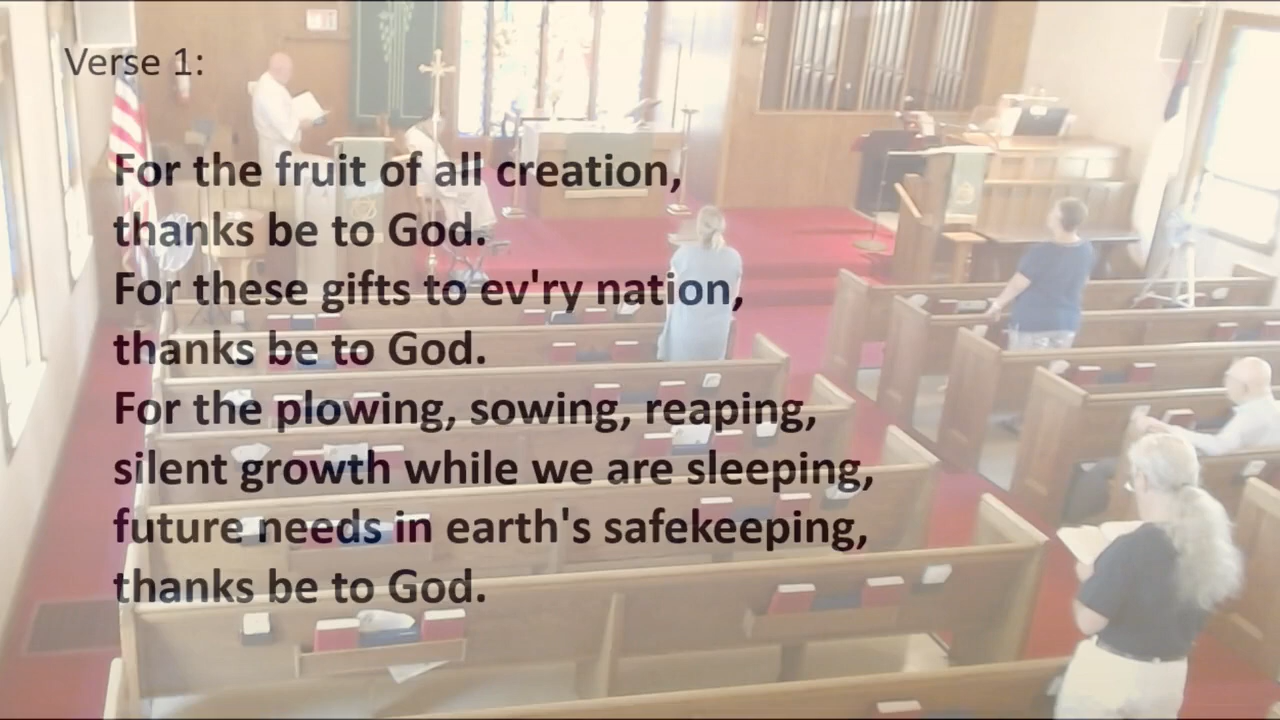 Verse 1:
For the fruit of all creation,
thanks be to God.
For these gifts to ev'ry nation,
thanks be to God.
For the plowing, sowing, reaping,
silent growth while we are sleeping,
future needs in earth's safekeeping,
thanks be to God.